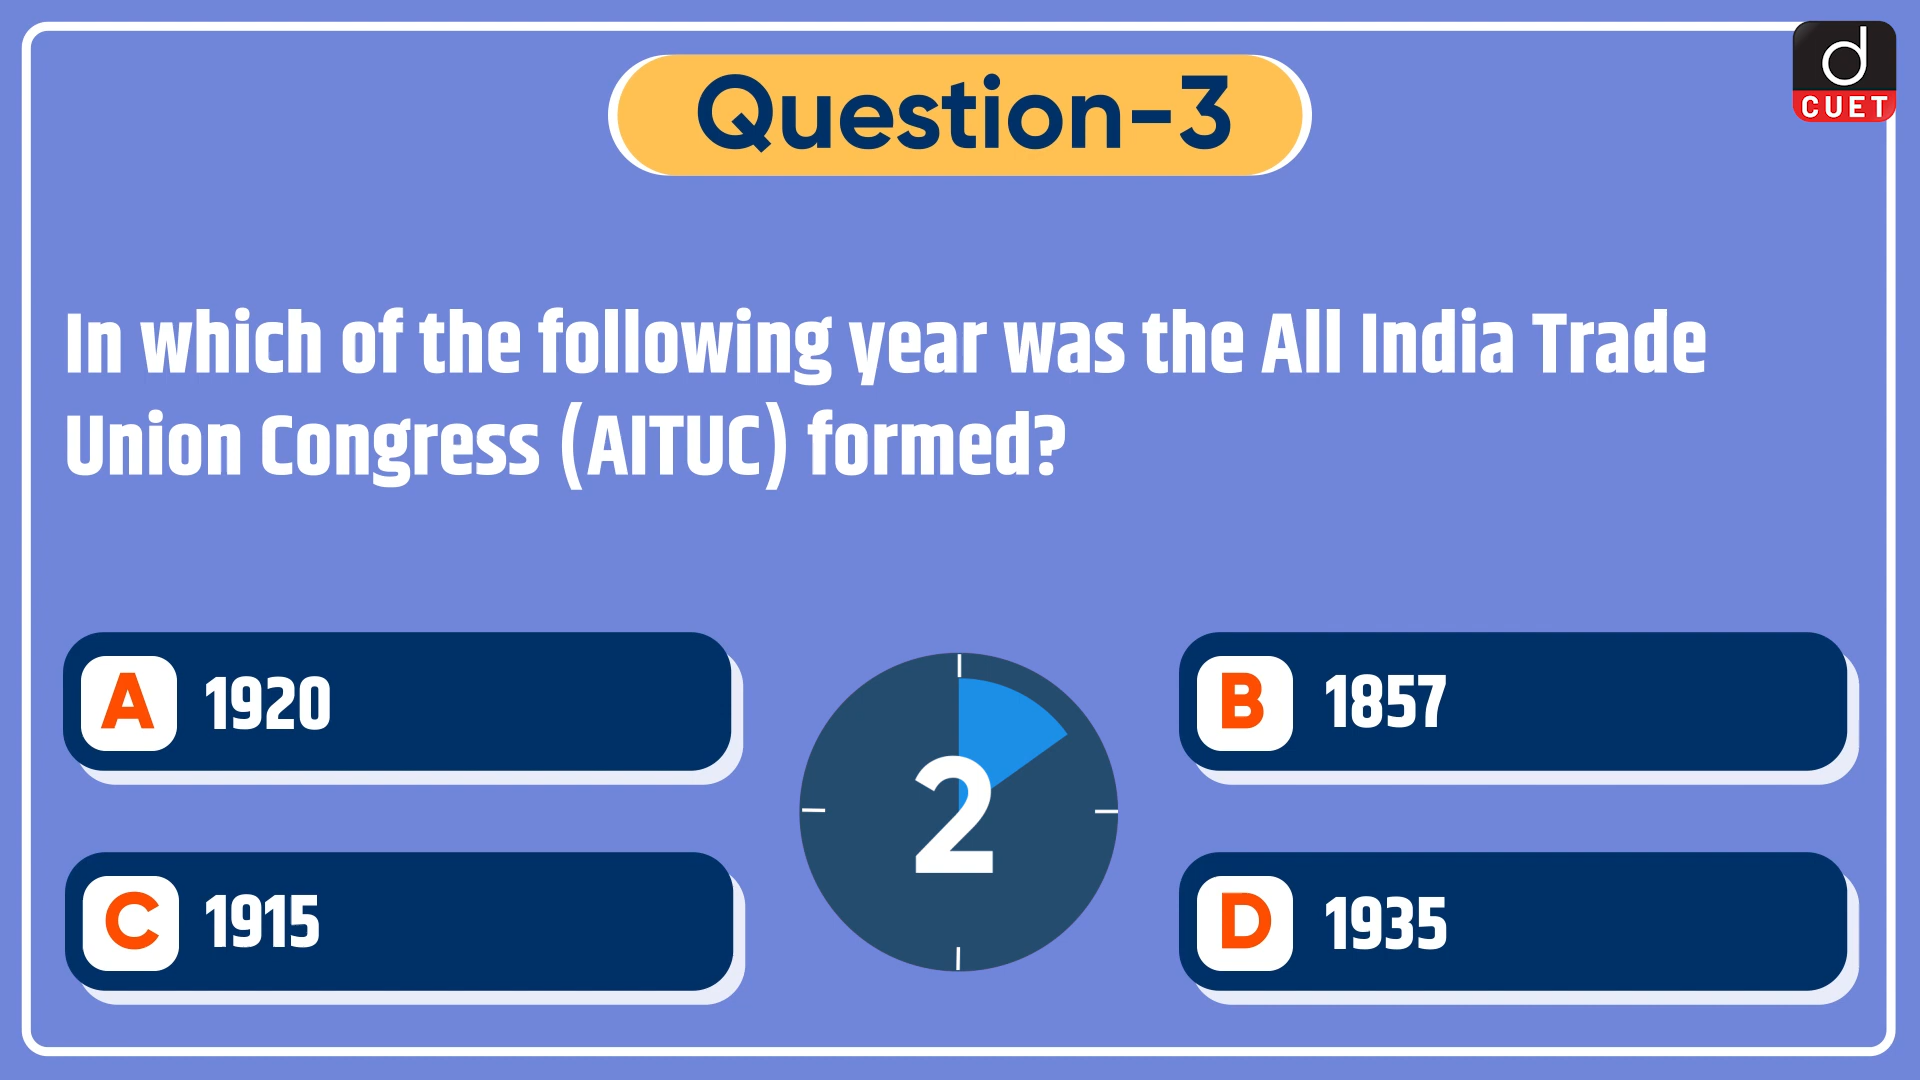 Question-3
d
CUET
In which of the following year was the All India Trade
Union Congress (AITUC) formed?
A 1920
B 1857
2
C 1915
D 1935